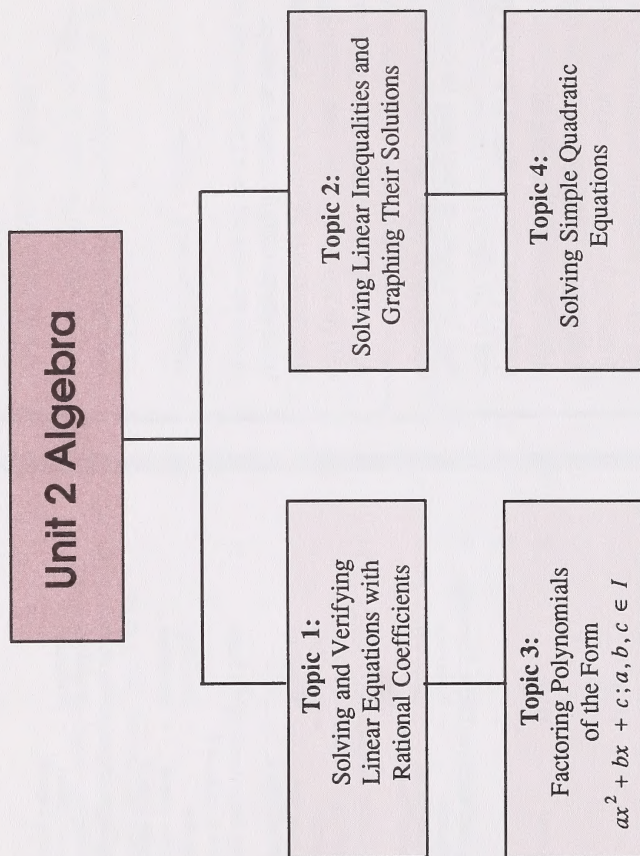 Unit 2 Algebra
Topic 1:
Solving and Verifying
Linear Equations with
Rational Coefficients
Topic 2:
Solving Linear Inequalities and
Graphing Their Solutions
Topic 3:
Factoring Polynomials
of the Form
ax² + bx + c; a, b, c ∈ I
Topic 4:
Solving Simple Quadratic
Equations